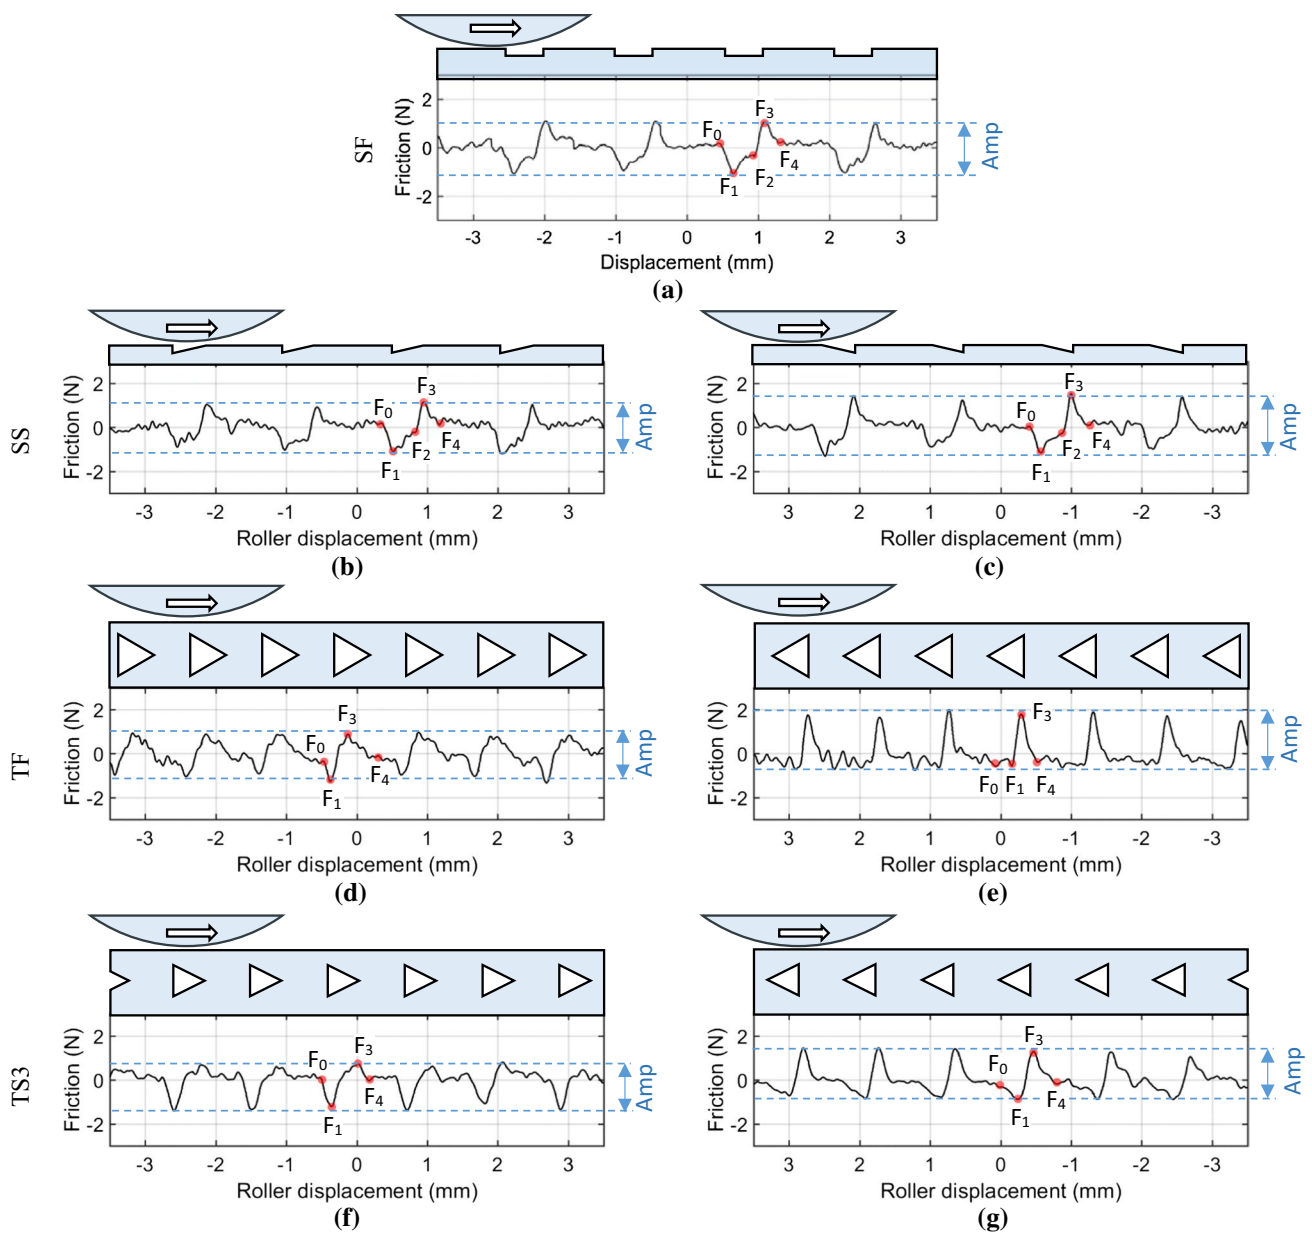 SF
Friction (N)
2
0
-2
F0
F1
F2
F3
F4
Amp
-3 -2 -1 0 1 2 3
Displacement (mm)
(a)
SS
Friction (N)
2
0
-2
F0
F1
F2
F3
F4
Amp
-3 -2 -1 0 1 2 3
Roller displacement (mm)
(b)
Friction (N)
2
0
-2
F0
F1
F2
F3
F4
Amp
3 2 1 0 -1 -2 -3
Roller displacement (mm)
(c)
TF
Friction (N)
2
0
-2
F0
F1
F3
F4
Amp
-3 -2 -1 0 1 2 3
Roller displacement (mm)
(d)
Friction (N)
2
0
-2
F0
F1
F3
F4
Amp
3 2 1 0 -1 -2 -3
Roller displacement (mm)
(e)
TS3
Friction (N)
2
0
-2
F0
F1
F3
F4
Amp
-3 -2 -1 0 1 2 3
Roller displacement (mm)
(f)
Friction (N)
2
0
-2
F0
F1
F3
F4
Amp
3 2 1 0 -1 -2 -3
Roller displacement (mm)
(g)